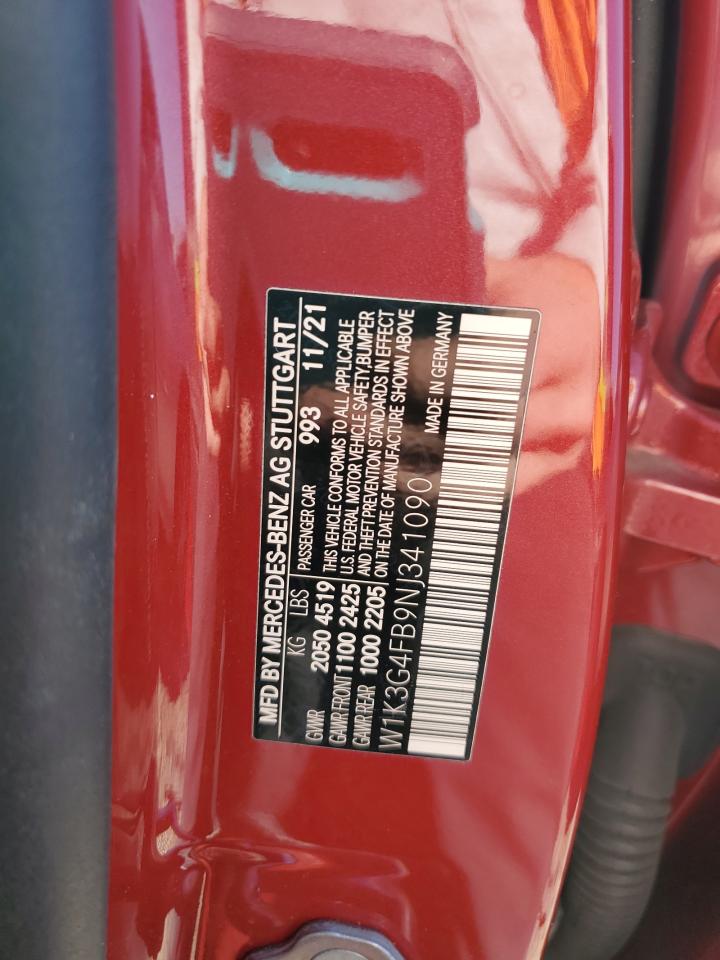 MFD BY MERCEDES-BENZ AG STUTTGART
KG LBS PASSENGER CAR 993 11/21
GVWR 2050 4519 THIS VEHICLE CONFORMS TO ALL APPLICABLE
GAWR FRONT 1100 2425 U.S. FEDERAL MOTOR VEHICLE SAFETY,BUMPER
GAWR REAR 1000 2205 AND THEFT PREVENTION STANDARDS IN EFFECT
ON THE DATE OF MANUFACTURE SHOWN ABOVE
W1K3G4FB9NJ341090 MADE IN GERMANY